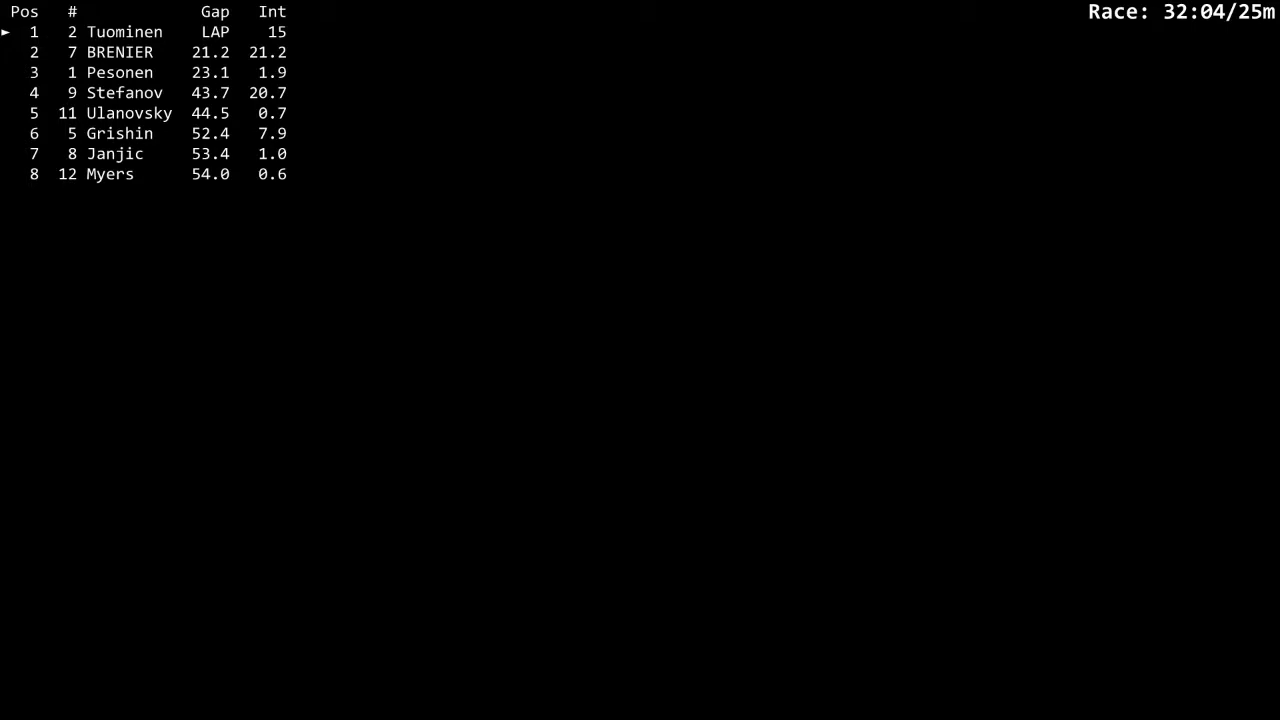 Pos # Gap Int Race: 32:04/25m
► 1 2 Tuominen LAP 15
2 7 BRENIER 21.2 21.2
3 1 Pesonen 23.1 1.9
4 9 Stefanov 43.7 20.7
5 11 Ulanovsky 44.5 0.7
6 5 Grishin 52.4 7.9
7 8 Janjic 53.4 1.0
8 12 Myers 54.0 0.6